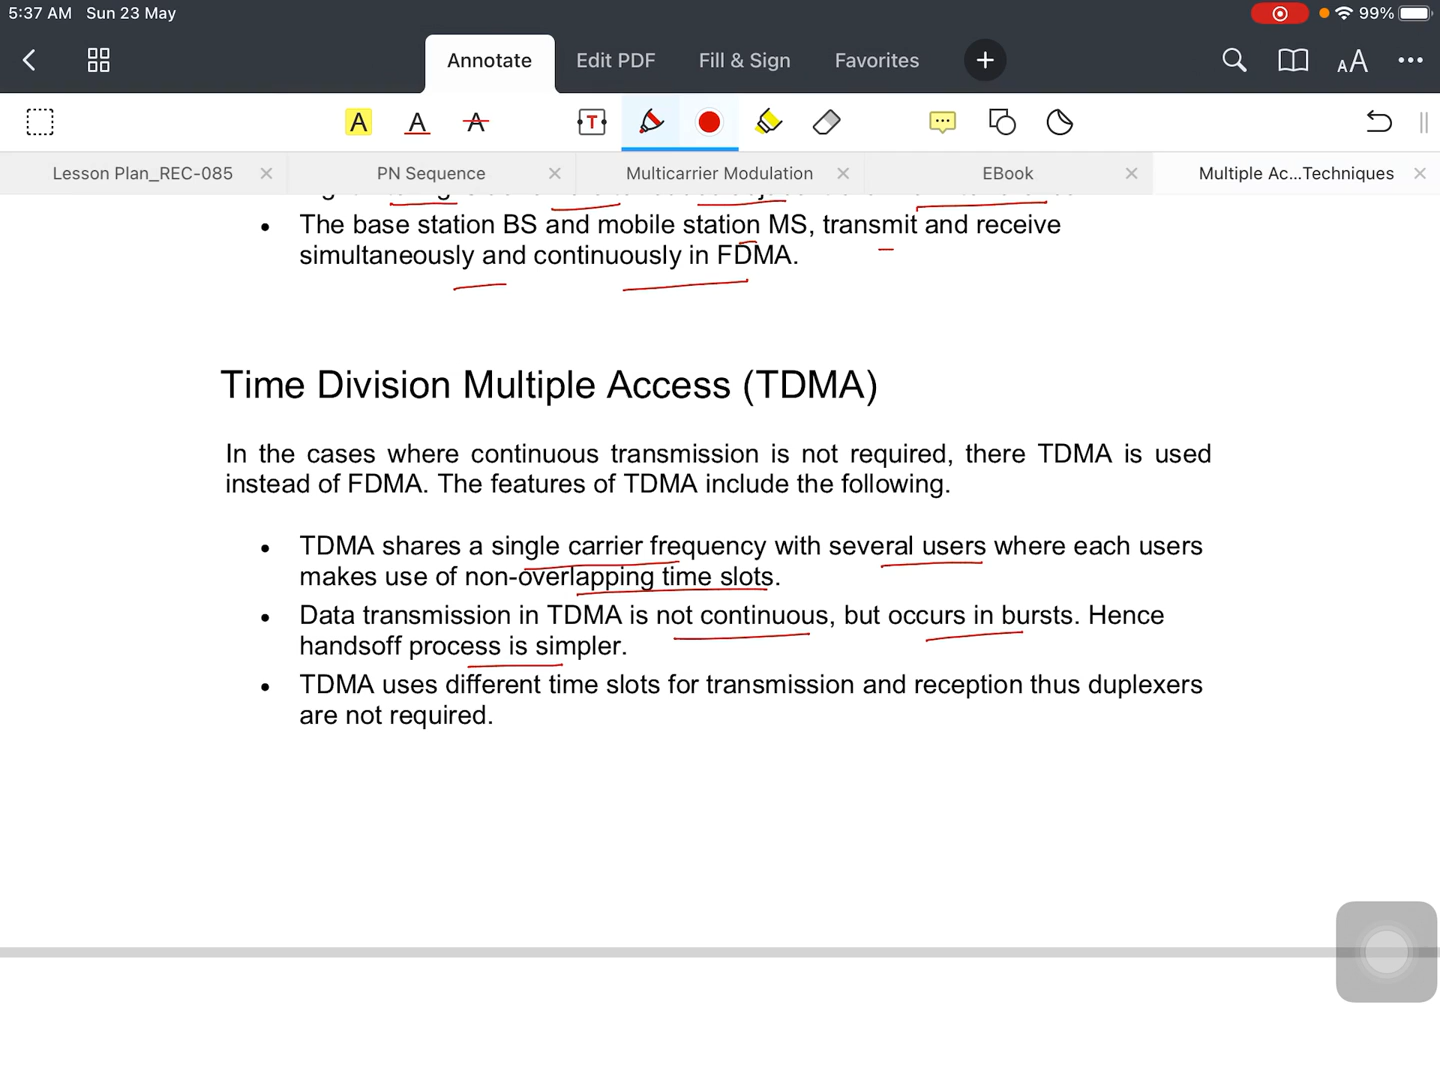 5:37 AM Sun 23 May 99%
Annotate Edit PDF Fill & Sign Favorites
Lesson Plan_REC-085 PN Sequence Multicarrier Modulation EBook Multiple Ac...Techniques
• The base station BS and mobile station MS, transmit and receive
simultaneously and continuously in FDMA.
Time Division Multiple Access (TDMA)
In the cases where continuous transmission is not required, there TDMA is used
instead of FDMA. The features of TDMA include the following.
• TDMA shares a single carrier frequency with several users where each users
makes use of non-overlapping time slots.
• Data transmission in TDMA is not continuous, but occurs in bursts. Hence
handsoff process is simpler.
• TDMA uses different time slots for transmission and reception thus duplexers
are not required.